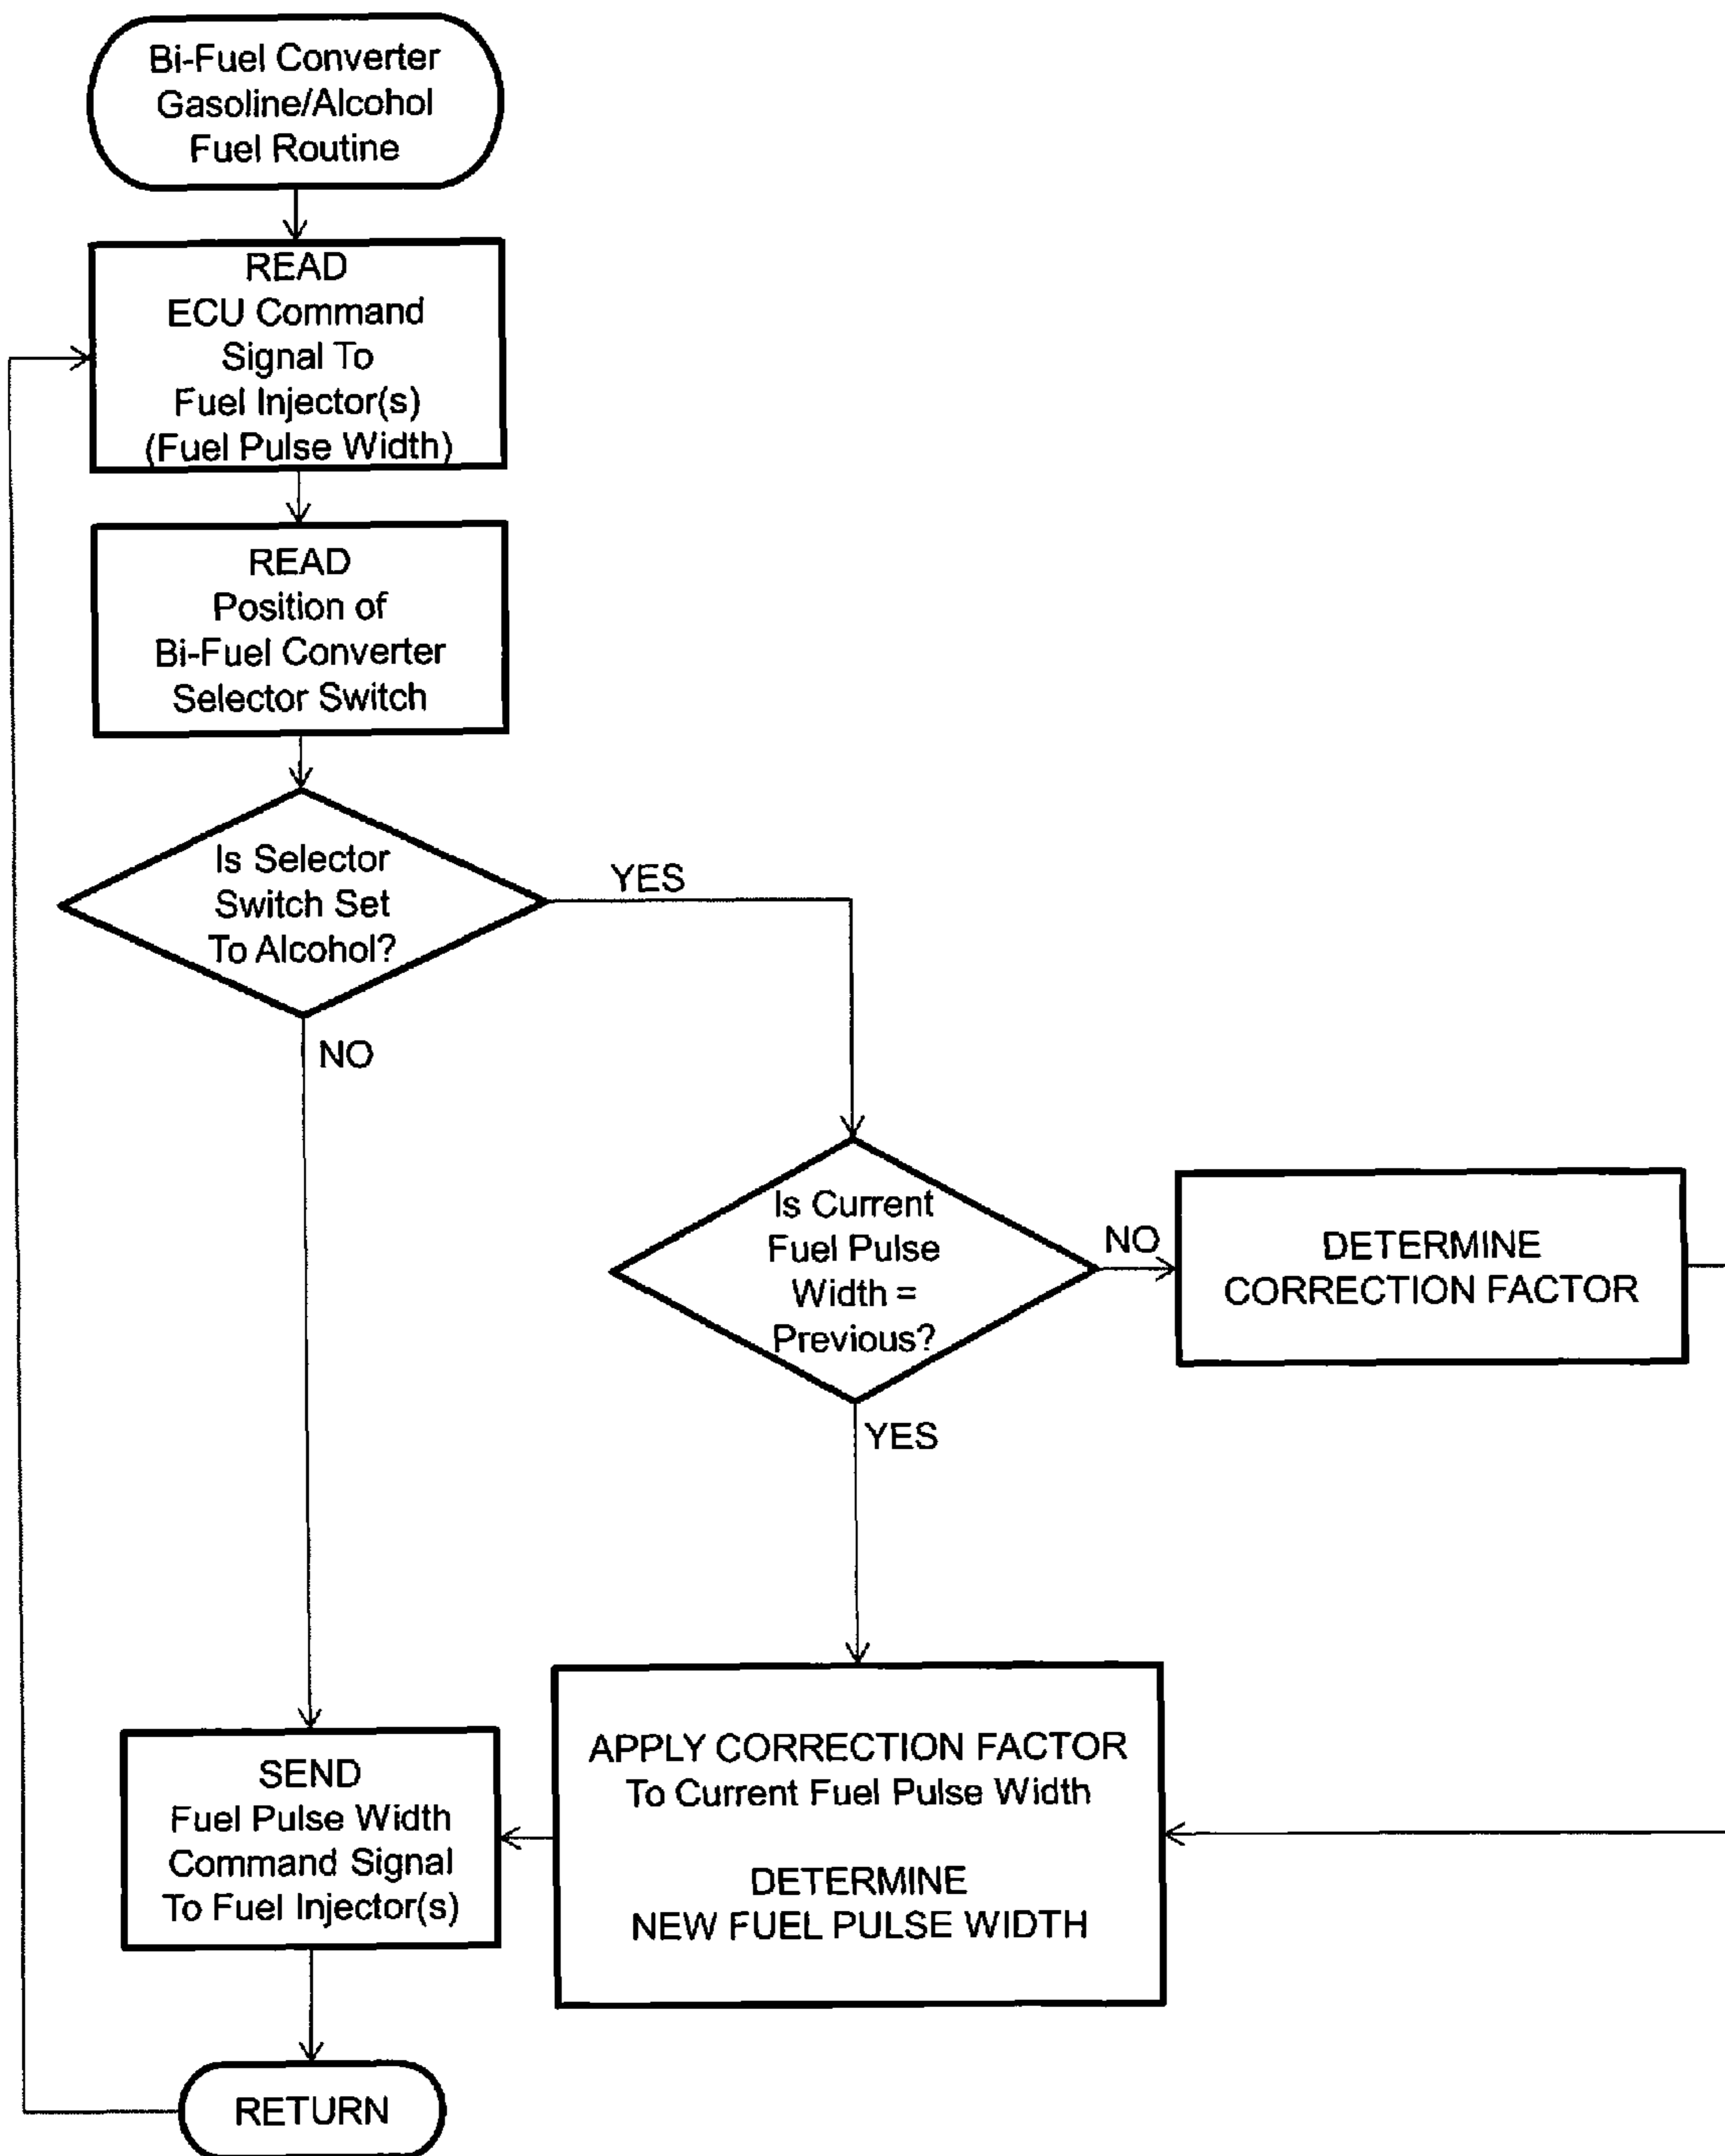 Bi-Fuel Converter
Gasoline/Alcohol
Fuel Routine
READ
ECU Command
Signal To
Fuel Injector(s)
(Fuel Pulse Width)
READ
Position of
Bi-Fuel Converter
Selector Switch
Is Selector
Switch Set
To Alcohol?
YES
NO
Is Current
Fuel Pulse
Width =
Previous?
NO
DETERMINE
CORRECTION FACTOR
YES
APPLY CORRECTION FACTOR
To Current Fuel Pulse Width
DETERMINE
NEW FUEL PULSE WIDTH
SEND
Fuel Pulse Width
Command Signal
To Fuel Injector(s)
RETURN